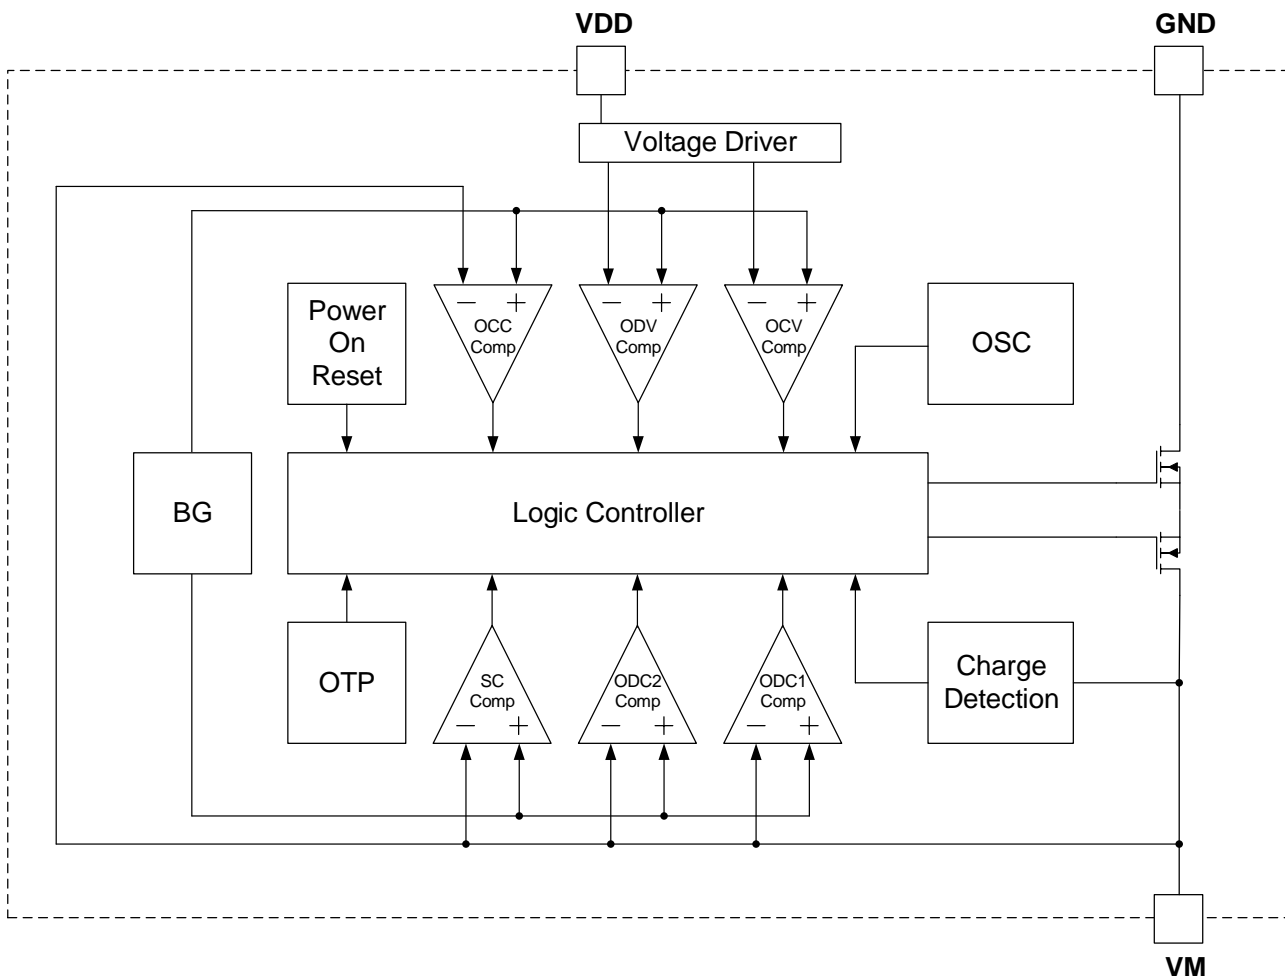 VDD
GND
Voltage Driver
Power
On
Reset
− +
OCC
Comp
− +
ODV
Comp
− +
OCV
Comp
OSC
BG
Logic Controller
OTP
SC
Comp
− +
ODC2
Comp
− +
ODC1
Comp
− +
Charge
Detection
VM